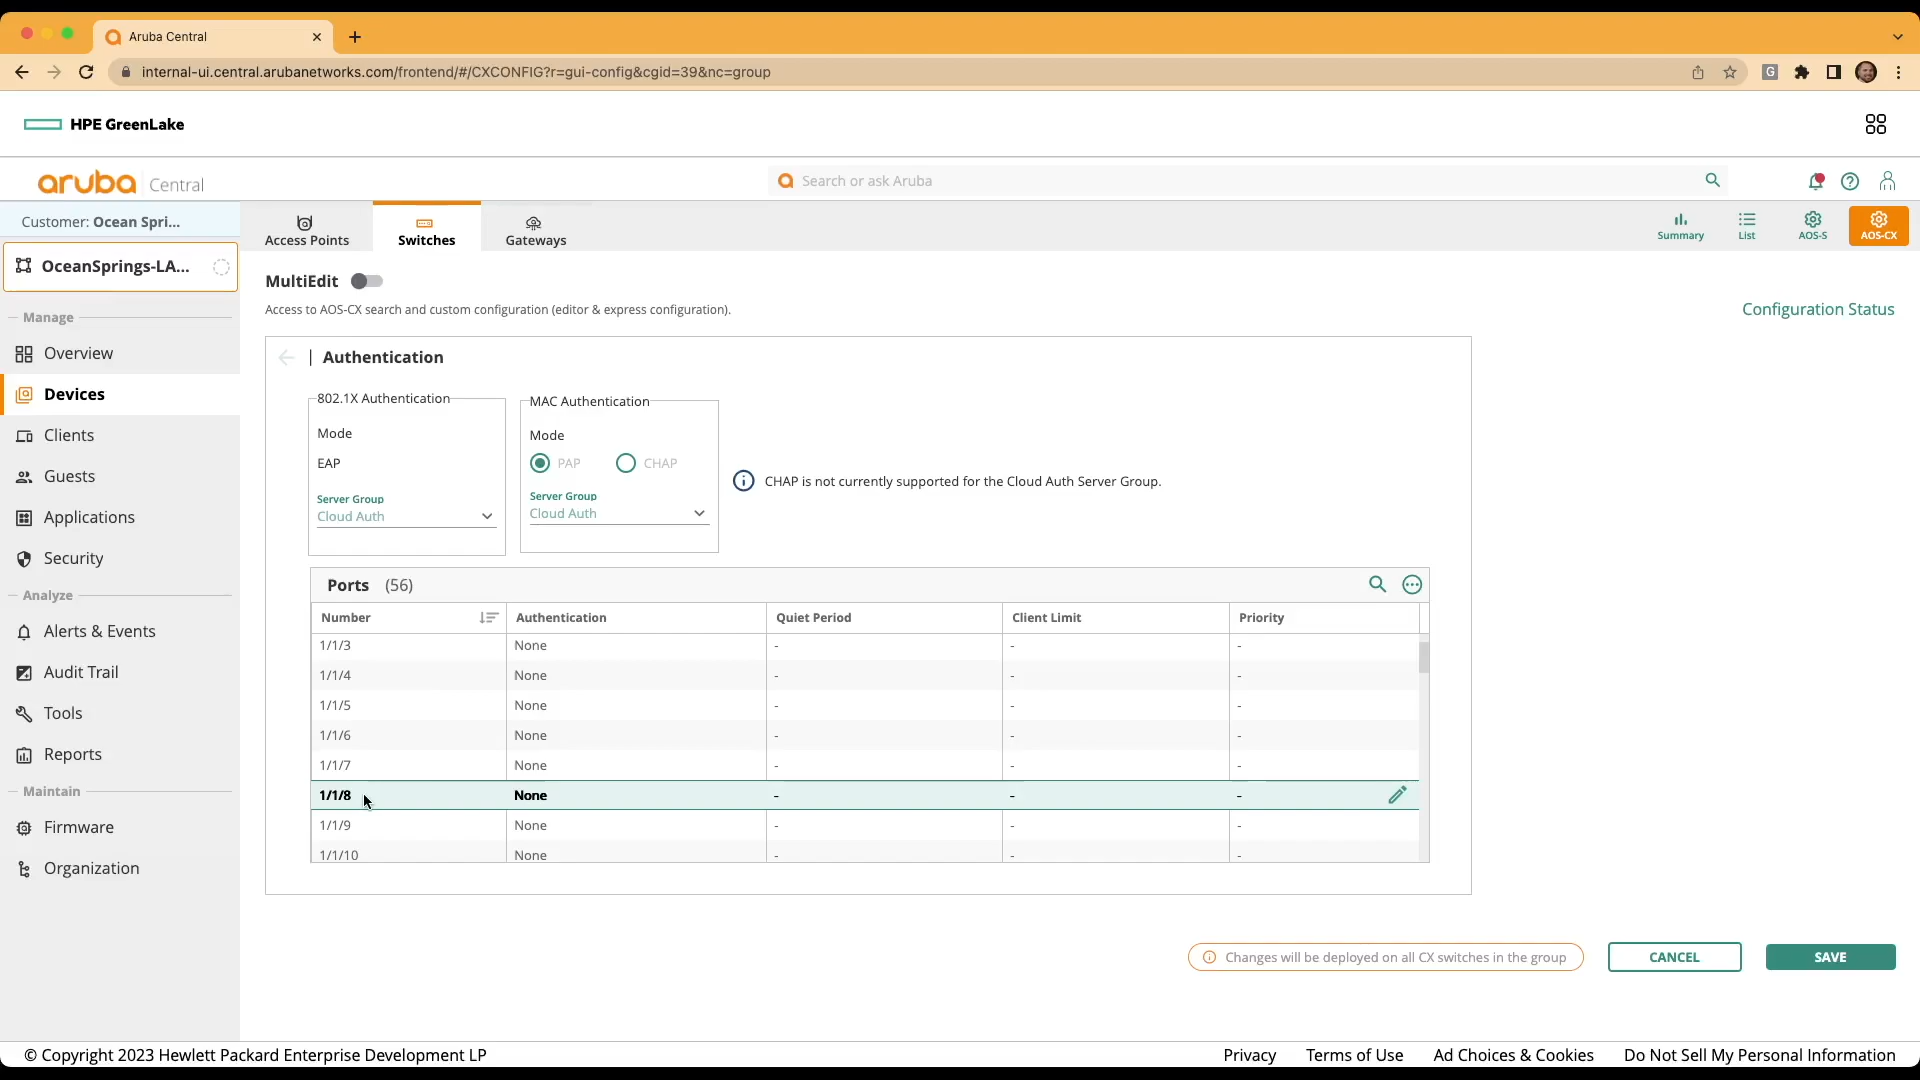 Aruba Central
internal-ui.central.arubanetworks.com/frontend/#/CXCONFIG?r=gui-config&cgid=39&nc=group
G
HPE GreenLake
aruba Central
Search or ask Aruba
Customer: Ocean Spri...
Access Points
Switches
Gateways
Summary
List
AOS-S
AOS-CX
OceanSprings-LA...
MultiEdit
Access to AOS-CX search and custom configuration (editor & express configuration).
Configuration Status
Manage
Overview
Devices
Clients
Guests
Applications
Security
Analyze
Alerts & Events
Audit Trail
Tools
Reports
Maintain
Firmware
Organization
| Authentication
802.1X Authentication
Mode
EAP
Server Group
Cloud Auth
MAC Authentication
Mode
PAP
CHAP
Server Group
Cloud Auth
CHAP is not currently supported for the Cloud Auth Server Group.
Ports (56)
Number Authentication Quiet Period Client Limit Priority
1/1/3 None - - -
1/1/4 None - - -
1/1/5 None - - -
1/1/6 None - - -
1/1/7 None - - -
1/1/8 None - - -
1/1/9 None - - -
1/1/10 None - - -
Changes will be deployed on all CX switches in the group
CANCEL
SAVE
© Copyright 2023 Hewlett Packard Enterprise Development LP
Privacy
Terms of Use
Ad Choices & Cookies
Do Not Sell My Personal Information